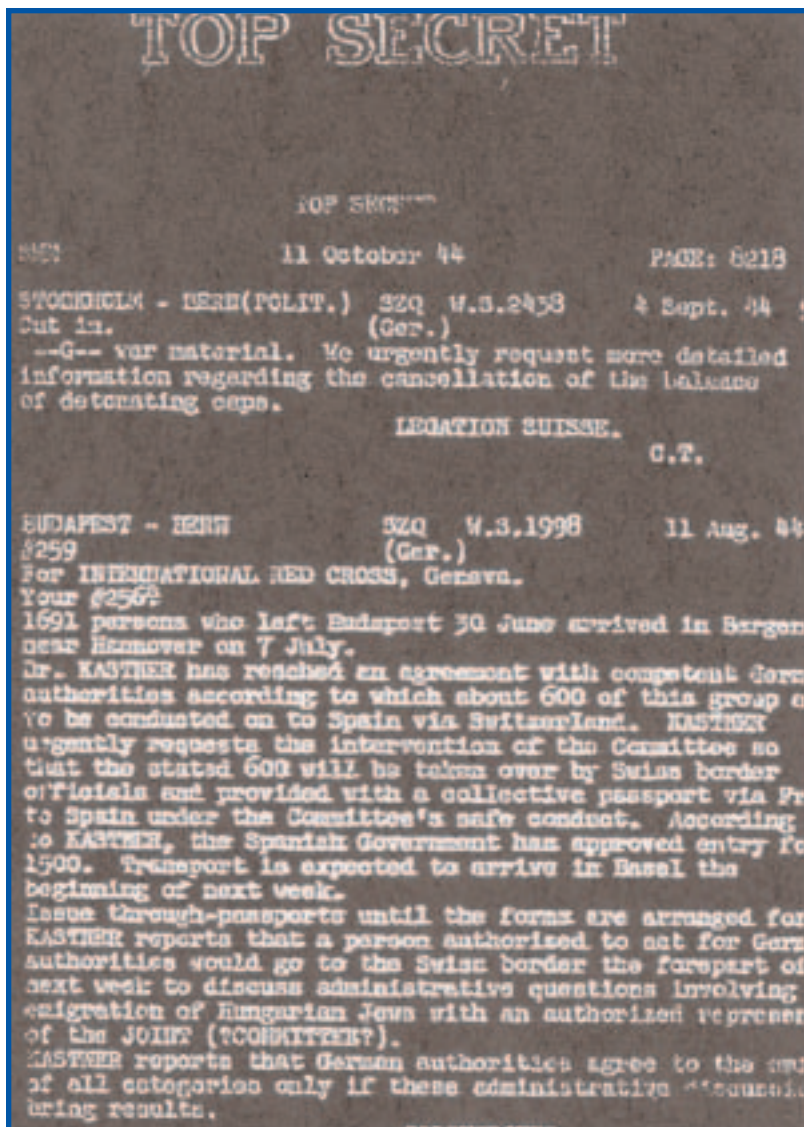 TOP SECRET
TOP SEC
11 October 44 PAGE: 8218
STOCKHOLM - BERN(POLIT.) SZQ W.S.2438 4 Sept. 44
Cut in. (Ger.)
--G-- war material. We urgently request more detailed
information regarding the cancellation of the balance
of detonating caps.
LEGATION SUISSE.
C.T.
BUDAPEST - BERN SZQ W.S.1998 11 Aug. 44
#259 (Ger.)
For INTERNATIONAL RED CROSS, Geneva.
Your #256?
1691 persons who left Budapest 30 June arrived in Bergen
near Hannover on 7 July.
Dr. KASTNER has reached an agreement with competent Germ
authorities according to which about 600 of this group a
to be conducted on to Spain via Switzerland. KASTNER
urgently requests the intervention of the Committee so
that the stated 600 will be taken over by Swiss border
officials and provided with a collective passport via Fr
to Spain under the Committee's safe conduct. According
to KASTNER, the Spanish Government has approved entry fo
1500. Transport is expected to arrive in Basel the
beginning of next week.
Issue through-passports until the forms are arranged for
KASTNER reports that a person authorized to act for Germ
authorities would go to the Swiss border the forepart of
next week to discuss administrative questions involving
emigration of Hungarian Jews with an authorized represen
of the JOINT (?COMMITTEE?).
KASTNER reports that German authorities agree to the
of all categories only if these administrative discussi
bring results.